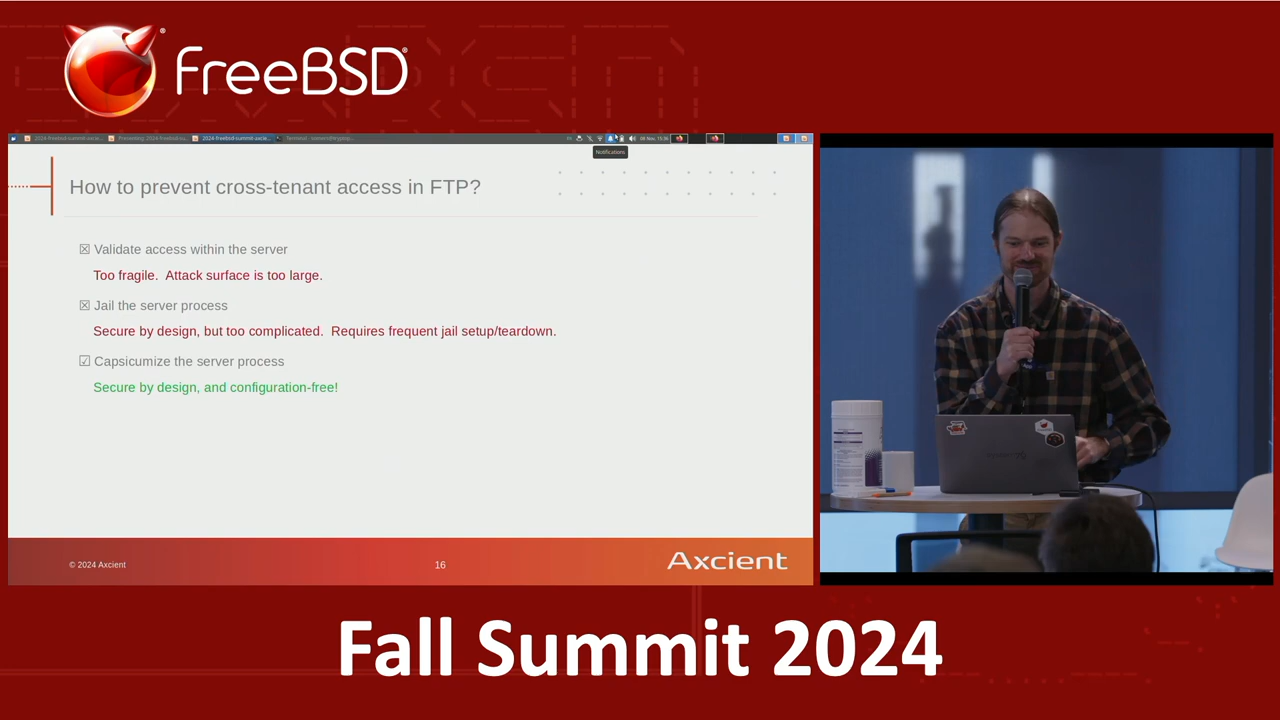 FreeBSD®
Notifications
How to prevent cross-tenant access in FTP?
☒ Validate access within the server
Too fragile.  Attack surface is too large.
☒ Jail the server process
Secure by design, but too complicated.  Requires frequent jail setup/teardown.
☑ Capsicumize the server process
Secure by design, and configuration-free!
© 2024 Axcient
16
Axcient
Fall Summit 2024